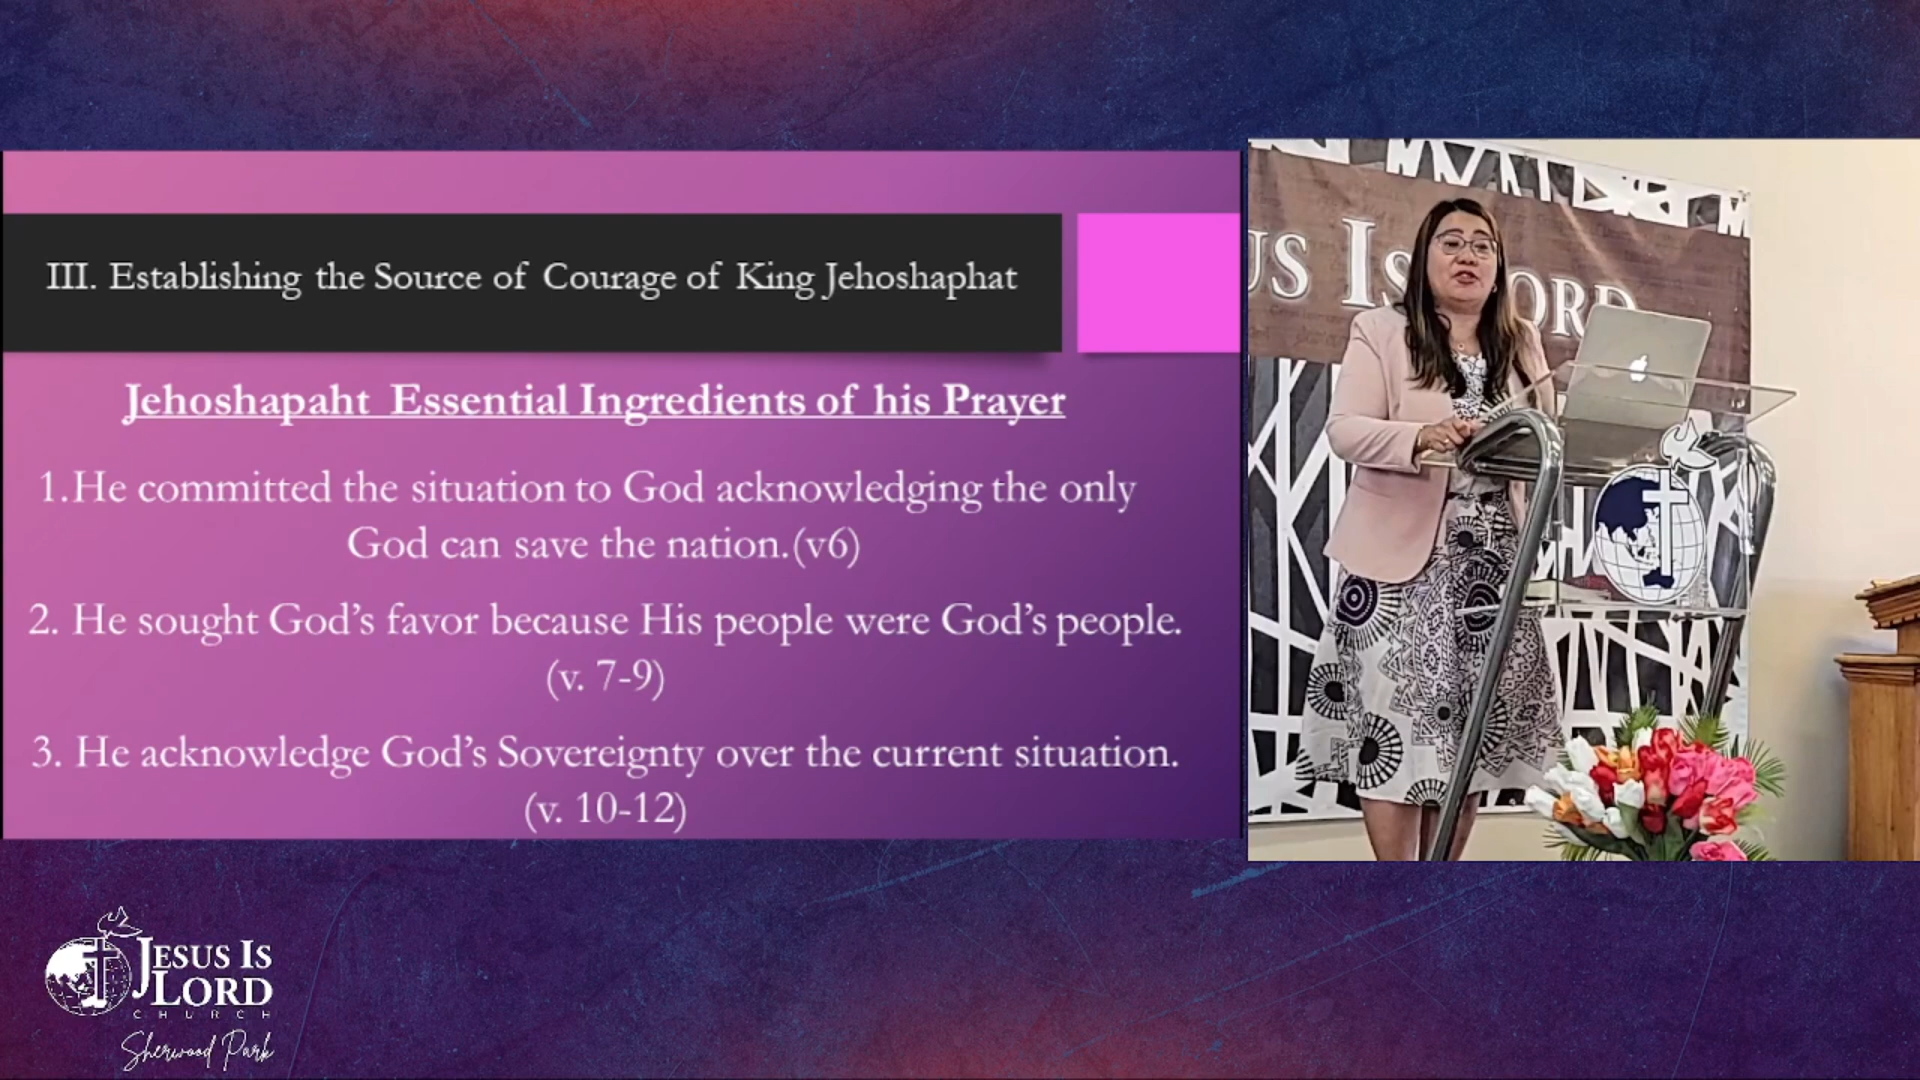 III. Establishing the Source of Courage of King Jehoshaphat
Jehoshapaht Essential Ingredients of his Prayer
1.He committed the situation to God acknowledging the only
God can save the nation.(v6)
2. He sought God's favor because His people were God's people.
(v. 7-9)
3. He acknowledge God's Sovereignty over the current situation.
(v. 10-12)
US IS LORD
JESUS IS
LORD
CHURCH
Sherwood Park